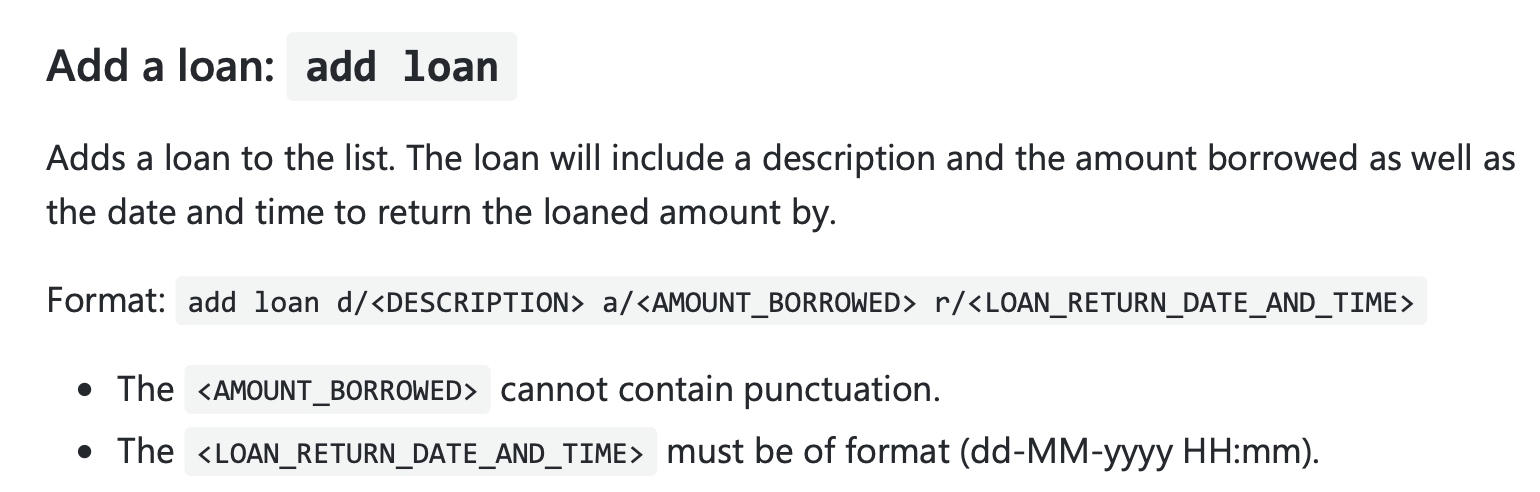 Add a loan: add loan
Adds a loan to the list. The loan will include a description and the amount borrowed as well as
the date and time to return the loaned amount by.
Format: add loan d/<DESCRIPTION> a/<AMOUNT_BORROWED> r/<LOAN_RETURN_DATE_AND_TIME>
• The <AMOUNT_BORROWED> cannot contain punctuation.
• The <LOAN_RETURN_DATE_AND_TIME> must be of format (dd-MM-yyyy HH:mm).